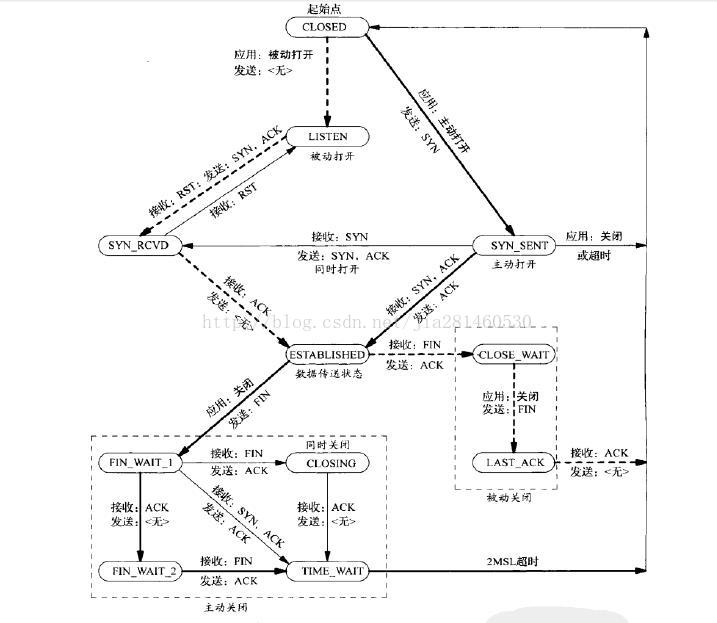 起始点
CLOSED
应用：被动打开
发送：<无>
应用：主动打开
发送：SYN
LISTEN
被动打开
接收：RST；发送：SYN，ACK
接收：RST
SYN_RCVD
接收：SYN
发送：SYN，ACK
同时打开
SYN_SENT
主动打开
应用：关闭
或超时
接收：ACK
发送：<无>
接收：SYN，ACK
发送：ACK
http://blog.csdn.net/jia281460530
ESTABLISHED
数据传送状态
接收：FIN
发送：ACK
CLOSE_WAIT
应用：关闭
发送：FIN
应用：关闭
发送：FIN
LAST_ACK
接收：ACK
发送：<无>
被动关闭
FIN_WAIT_1
接收：FIN
发送：ACK
同时关闭
CLOSING
接收：ACK
发送：<无>
接收：SYN，ACK
发送：ACK
接收：ACK
发送：<无>
FIN_WAIT_2
接收：FIN
发送：ACK
TIME_WAIT
2MSL超时
主动关闭